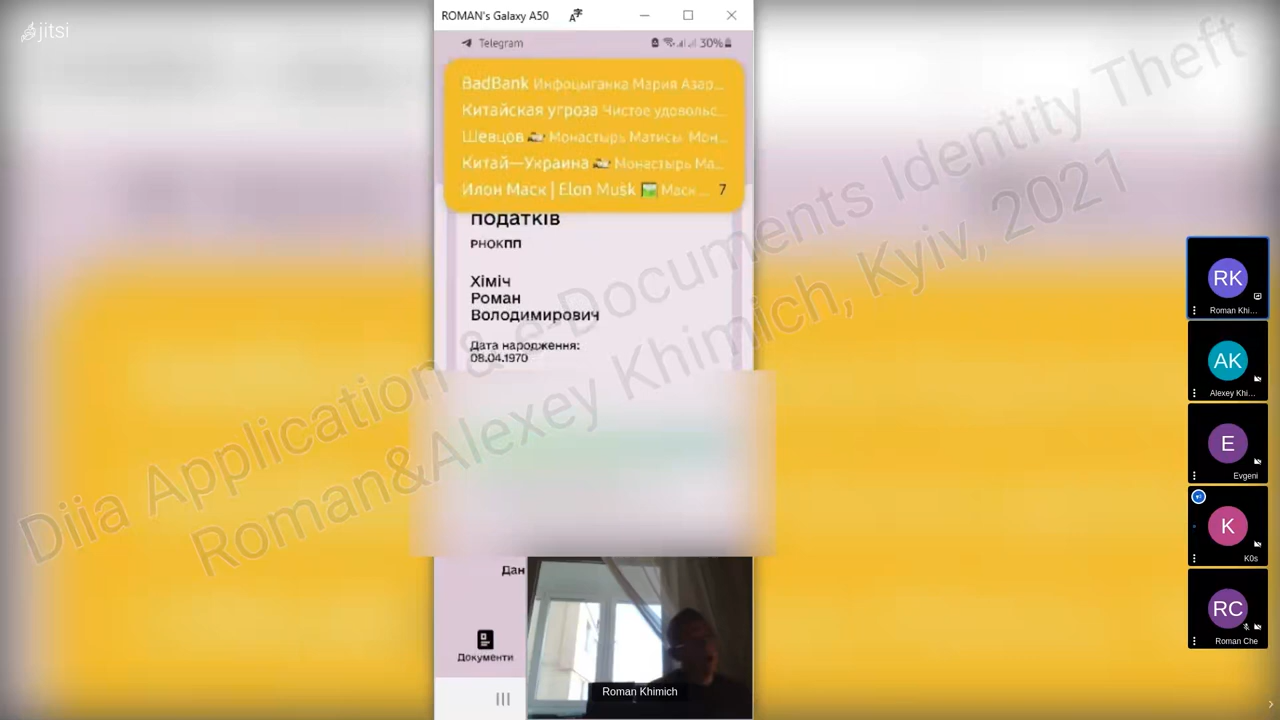 jitsi
ROMAN's Galaxy A50
Telegram
30%
BadBank Инфоцыганка Мария Азар...
Китайская угроза Чистое удовольс...
Шевцов Монастырь Матисы. Мон...
Китай—Украина Монастырь Ма...
Илон Маск | Elon Musk Маск... 7
податків
РНОКПП
Хіміч
Роман
Володимирович
Дата народження:
08.04.1970
Дан
Документи
Roman Khimich
Diia Application & e-Documents Identity Theft
Roman&Alexey Khimich, Kyiv, 2021
RK
Roman Khi...
AK
Alexey Khi...
E
Evgeni
K
K0s
RC
Roman Che